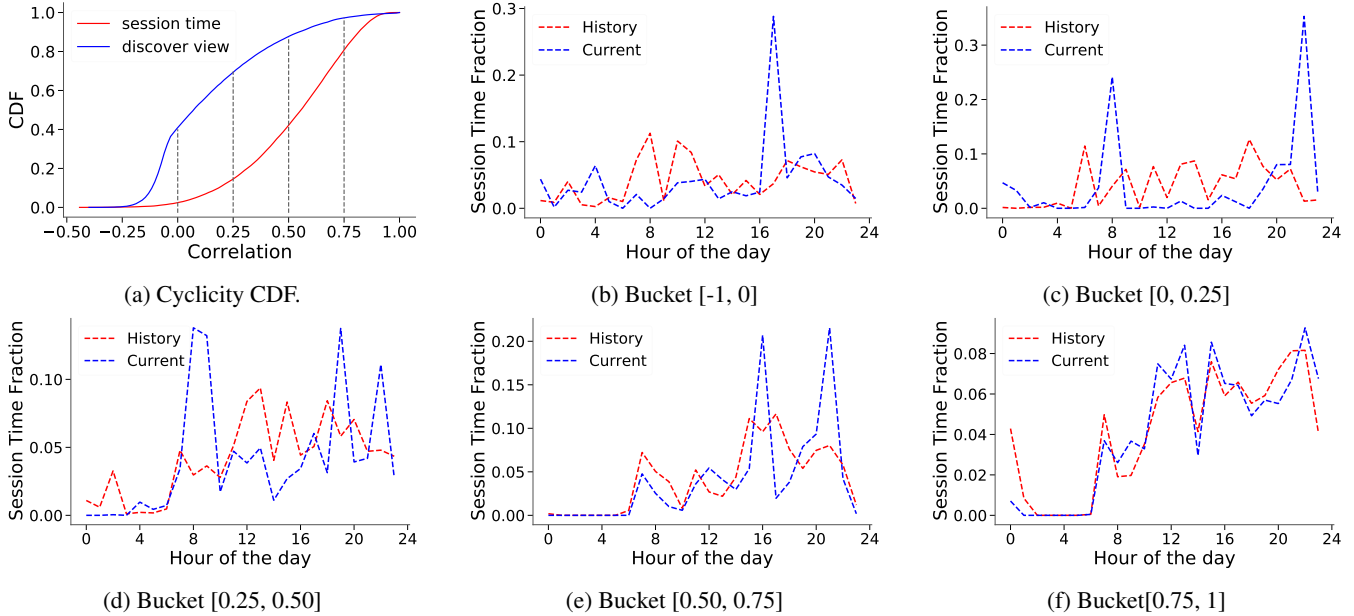 session time
discover view
CDF
1.0
0.8
0.6
0.4
0.2
0.0
−0.50 −0.25 0.00 0.25 0.50 0.75 1.00
Correlation
(a) Cyclicity CDF.
History
Current
Session Time Fraction
0.3
0.2
0.1
0.0
0 4 8 12 16 20 24
Hour of the day
(b) Bucket [-1, 0]
History
Current
Session Time Fraction
0.3
0.2
0.1
0.0
0 4 8 12 16 20 24
Hour of the day
(c) Bucket [0, 0.25]
History
Current
Session Time Fraction
0.10
0.05
0.00
0 4 8 12 16 20 24
Hour of the day
(d) Bucket [0.25, 0.50]
History
Current
Session Time Fraction
0.20
0.15
0.10
0.05
0.00
0 4 8 12 16 20 24
Hour of the day
(e) Bucket [0.50, 0.75]
History
Current
Session Time Fraction
0.08
0.06
0.04
0.02
0.00
0 4 8 12 16 20 24
Hour of the day
(f) Bucket[0.75, 1]